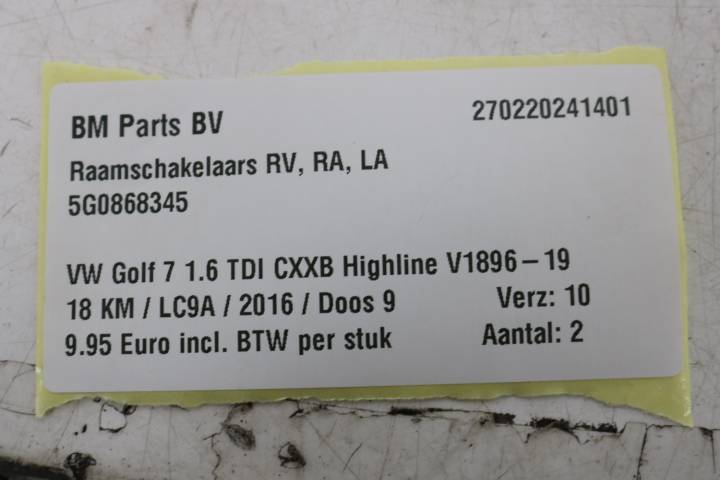 BM Parts BV 270220241401
Raamschakelaars RV, RA, LA
5G0868345
VW Golf 7 1.6 TDI CXXB Highline V1896-19
18 KM / LC9A / 2016 / Doos 9 Verz: 10
9.95 Euro incl. BTW per stuk Aantal: 2